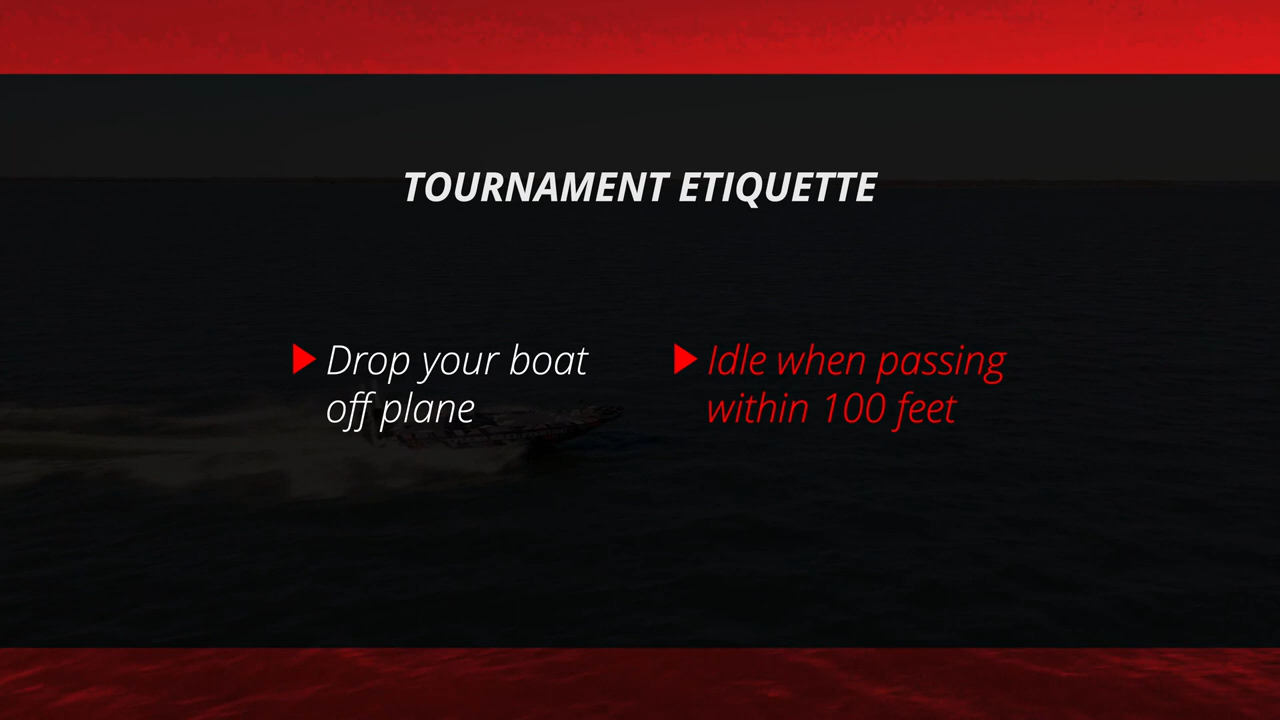 TOURNAMENT ETIQUETTE
Drop your boat
off plane
Idle when passing
within 100 feet